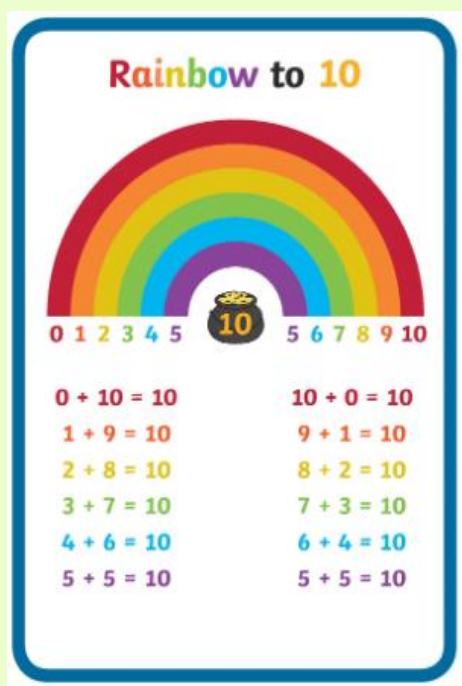 Rainbow to 10
10
0 1 2 3 4 5 5 6 7 8 9 10
0 + 10 = 10
1 + 9 = 10
2 + 8 = 10
3 + 7 = 10
4 + 6 = 10
5 + 5 = 10
10 + 0 = 10
9 + 1 = 10
8 + 2 = 10
7 + 3 = 10
6 + 4 = 10
5 + 5 = 10